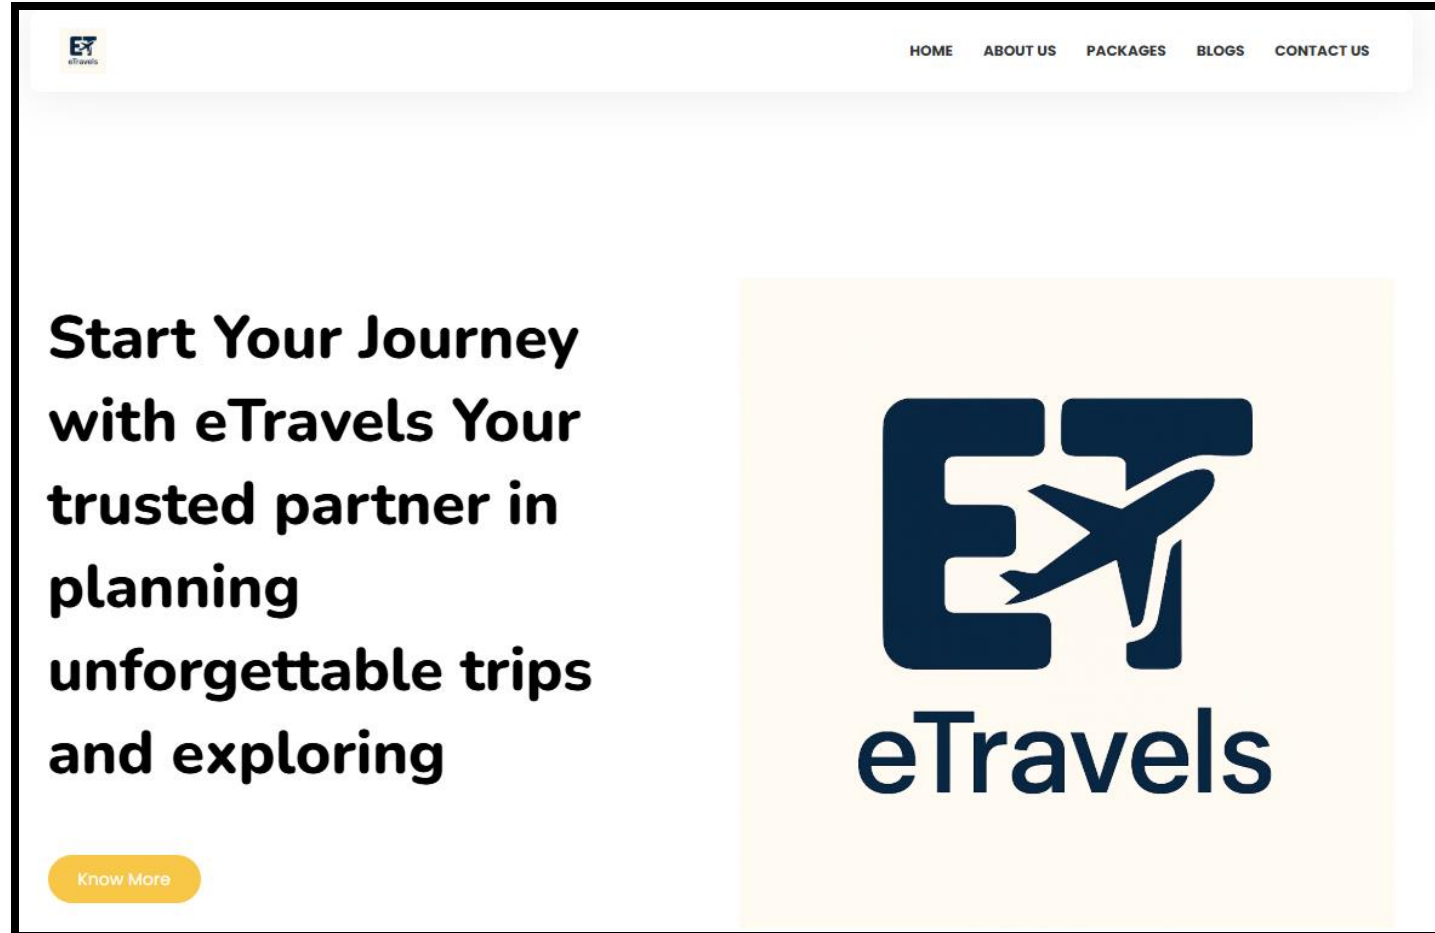 ET
eTravels
HOME ABOUT US PACKAGES BLOGS CONTACT US
Start Your Journey
with eTravels Your
trusted partner in
planning
unforgettable trips
and exploring
Know More
ET
eTravels